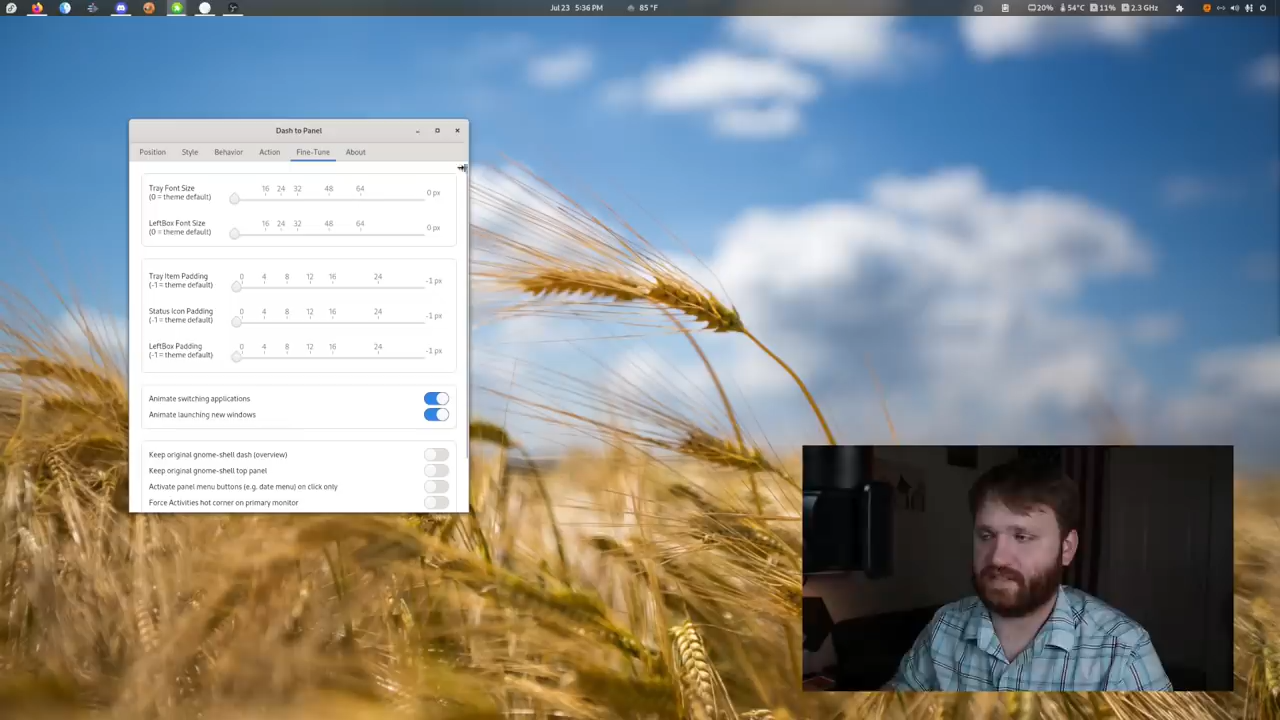 Jul 23 5:36 PM 85 °F 20% 54°C 11% 2.3 GHz
Dash to Panel
Position Style Behavior Action Fine-Tune About
Tray Font Size
(0 = theme default)
16 24 32 48 64
0 px
LeftBox Font Size
(0 = theme default)
16 24 32 48 64
0 px
Tray Item Padding
(-1 = theme default)
0 4 8 12 16 24
-1 px
Status Icon Padding
(-1 = theme default)
0 4 8 12 16 24
-1 px
LeftBox Padding
(-1 = theme default)
0 4 8 12 16 24
-1 px
Animate switching applications
Animate launching new windows
Keep original gnome-shell dash (overview)
Keep original gnome-shell top panel
Activate panel menu buttons (e.g. date menu) on click only
Force Activities hot corner on primary monitor